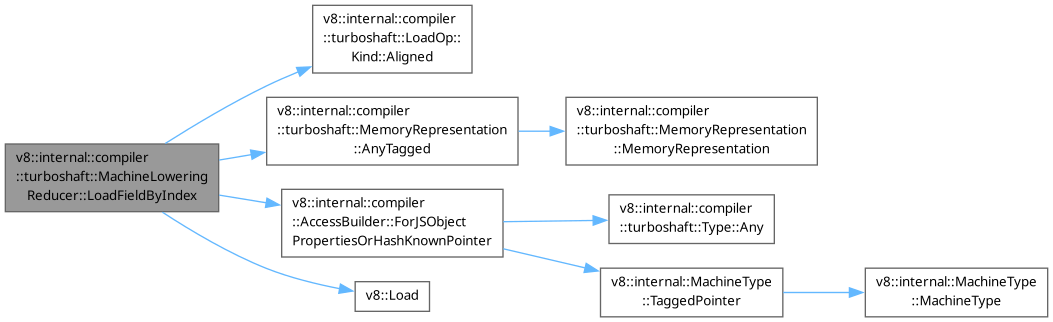 v8::internal::compiler
::turboshaft::LoadOp::
Kind::Aligned
v8::internal::compiler
::turboshaft::MemoryRepresentation
::AnyTagged
v8::internal::compiler
::turboshaft::MemoryRepresentation
::MemoryRepresentation
v8::internal::compiler
::turboshaft::MachineLowering
Reducer::LoadFieldByIndex
v8::internal::compiler
::AccessBuilder::ForJSObject
PropertiesOrHashKnownPointer
v8::internal::compiler
::turboshaft::Type::Any
v8::Load
v8::internal::MachineType
::TaggedPointer
v8::internal::MachineType
::MachineType